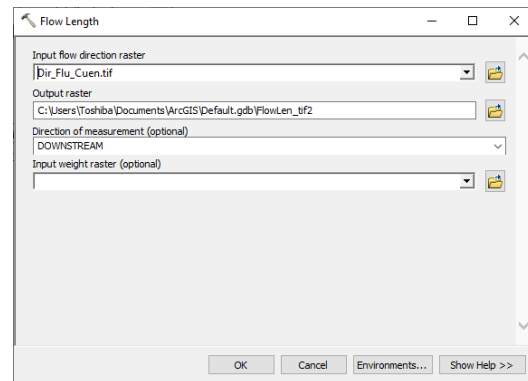 Flow Length
Input flow direction raster
Dir_Flu_Cuen.tif
Output raster
C:\Users\Toshiba\Documents\ArcGIS\Default.gdb\FlowLen_tif2
Direction of measurement (optional)
DOWNSTREAM
Input weight raster (optional)
OK Cancel Environments... Show Help >>